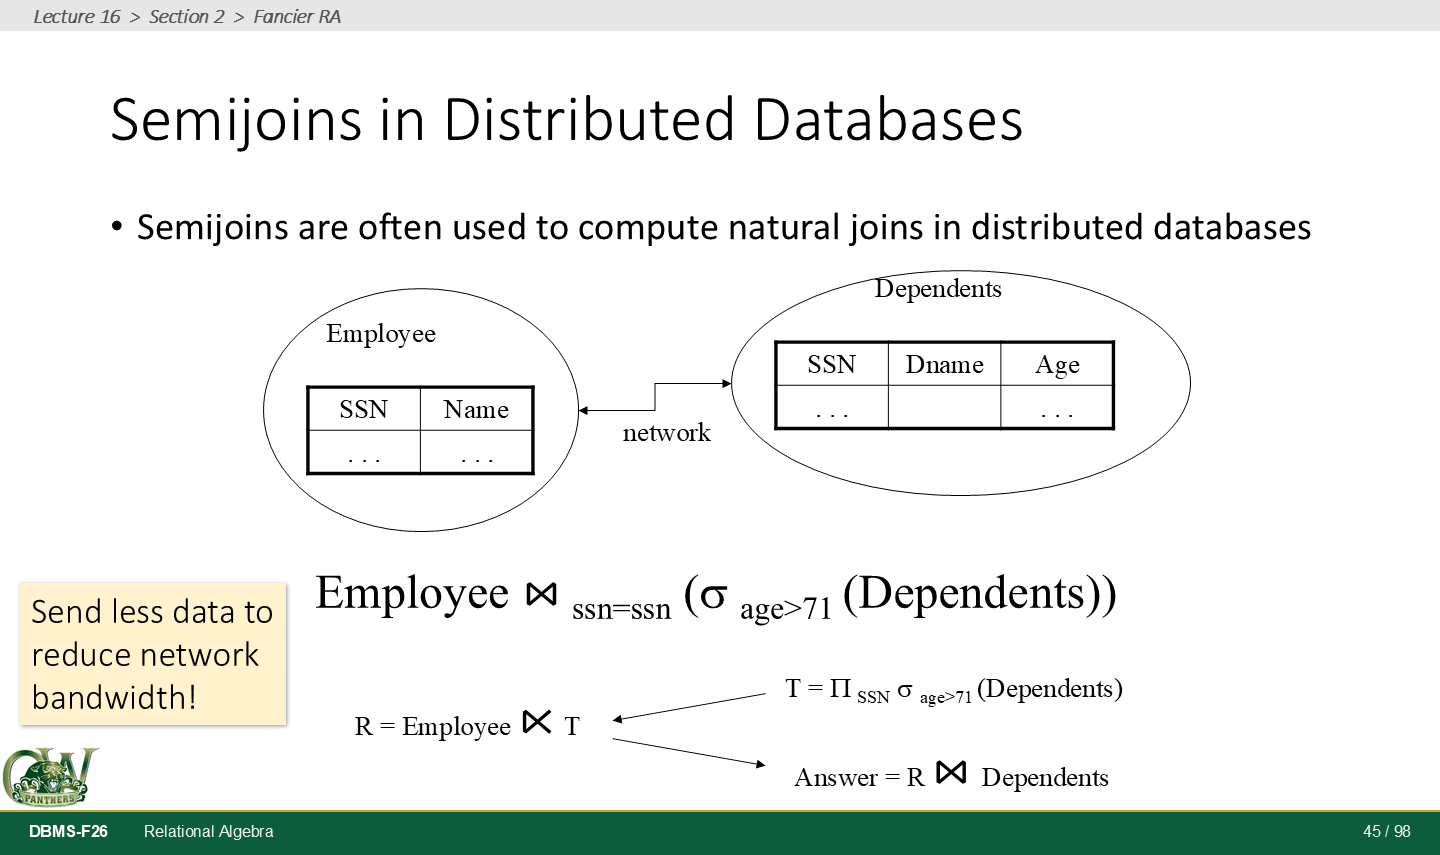 Lecture 16 > Section 2 > Fancier RA
Semijoins in Distributed Databases
• Semijoins are often used to compute natural joins in distributed databases
Employee
SSN Name
. . . . . .
network
Dependents
SSN Dname Age
. . . . . .
Employee ⋈ ssn=ssn (σ age>71 (Dependents))
Send less data to
reduce network
bandwidth!
T = Π SSN σ age>71 (Dependents)
R = Employee ⋉ T
Answer = R ⋈ Dependents
OW
PANTHERS
DBMS-F26 Relational Algebra 45 / 98